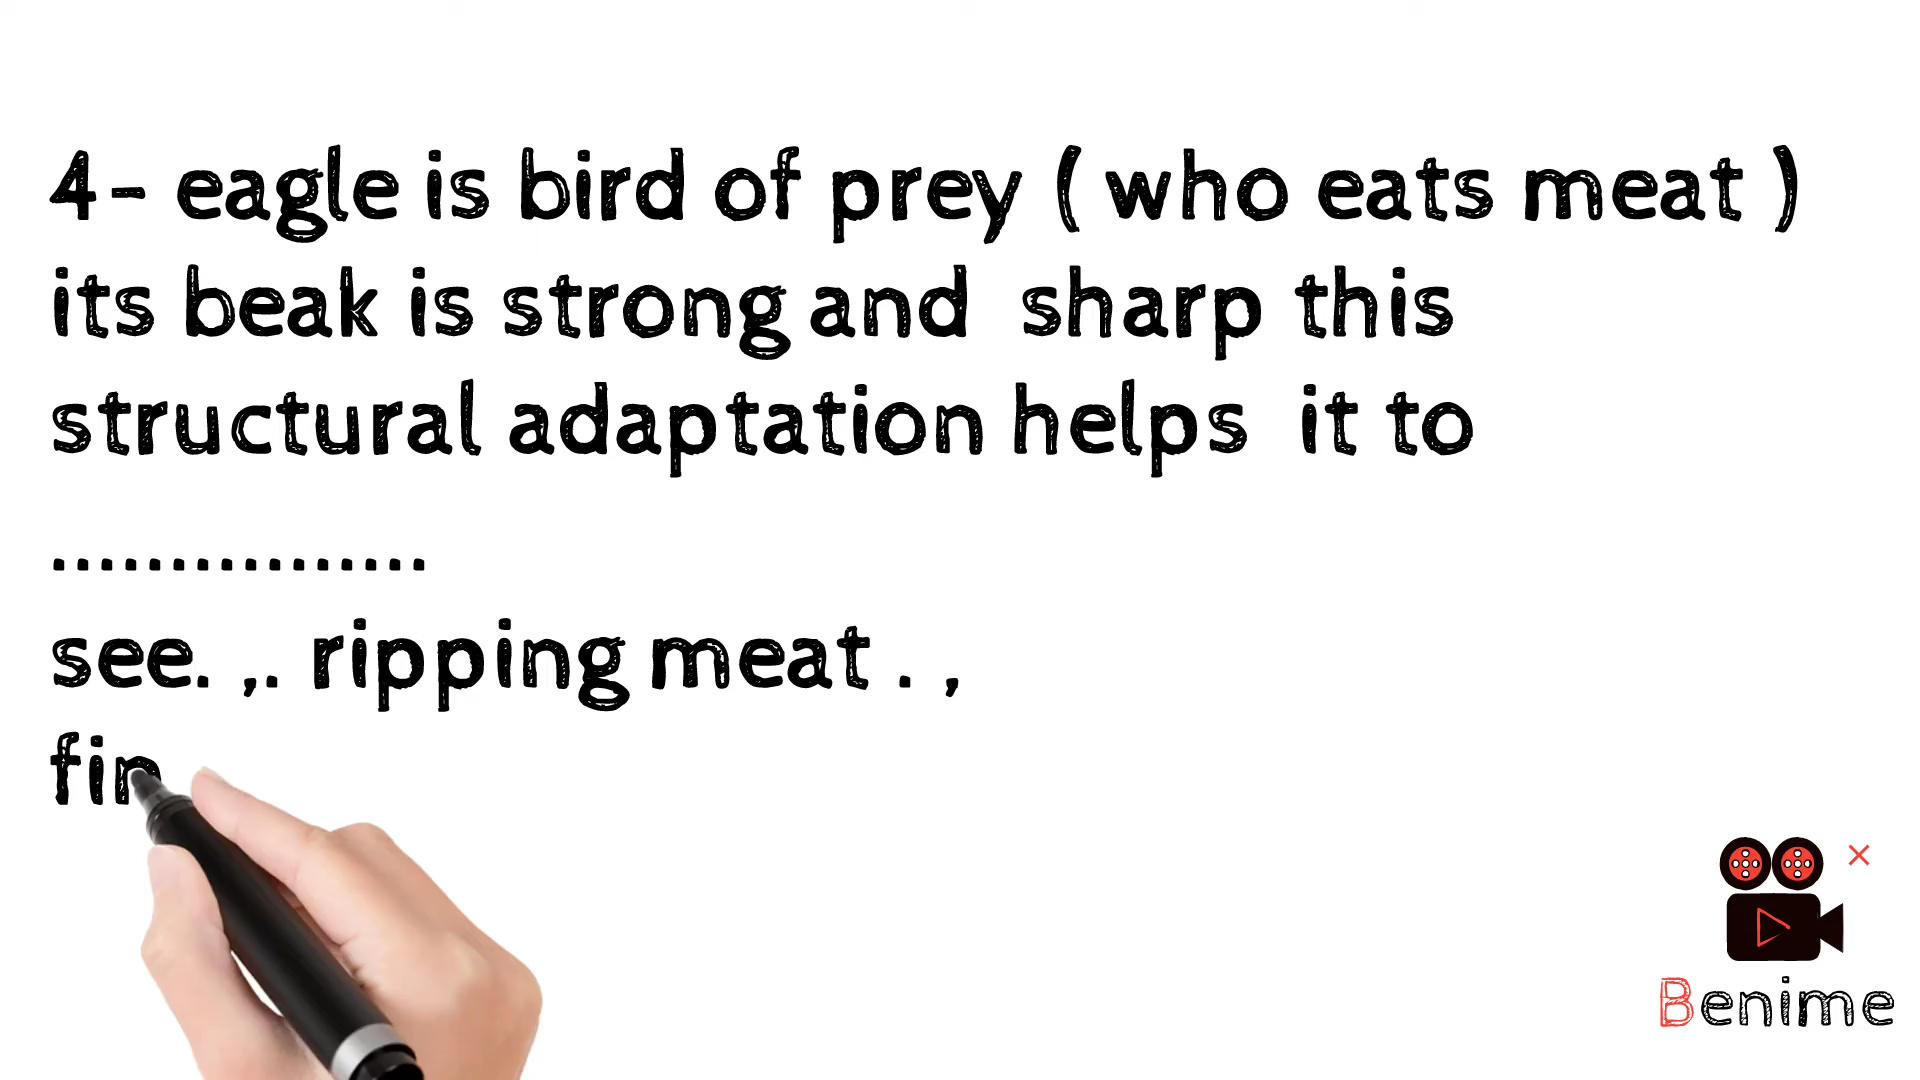 4- eagle is bird of prey ( who eats meat )
its beak is strong and sharp this
structural adaptation helps it to
................
see. ,. ripping meat . ,
fin
Benime